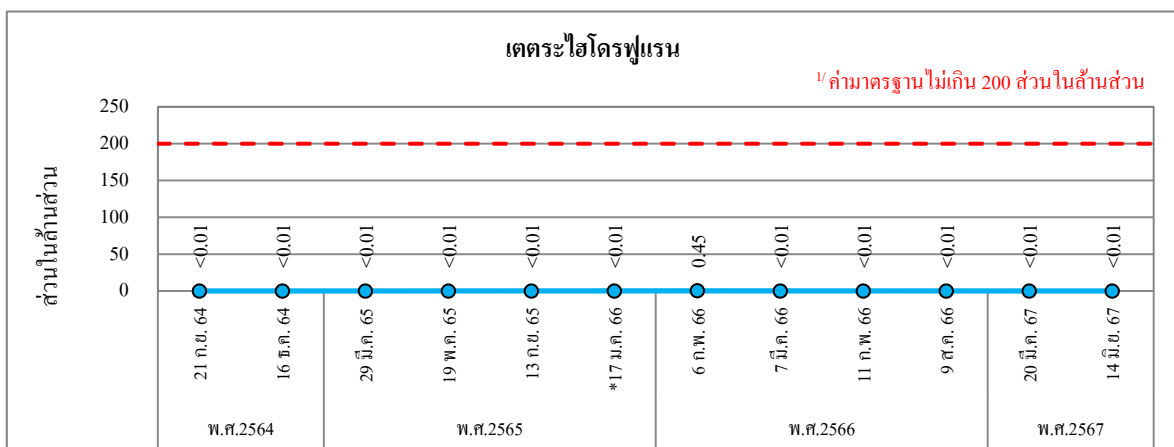 เตตระไฮโดรฟูแรน
1/ ค่ามาตรฐานไม่เกิน 200 ส่วนในล้านส่วน
ส่วนในล้านส่วน
250
200
150
100
50
0
<0.01 <0.01 <0.01 <0.01 <0.01 <0.01 0.45 <0.01 <0.01 <0.01 <0.01 <0.01
21 ก.ย. 64 16 ธ.ค. 64 29 มี.ค. 65 19 พ.ค. 65 13 ก.ย. 65 *17 ม.ค. 66 6 ก.พ. 66 7 มี.ค. 66 11 ก.พ. 66 9 ส.ค. 66 20 มี.ค. 67 14 มิ.ย. 67
พ.ศ.2564 พ.ศ.2565 พ.ศ.2566 พ.ศ.2567